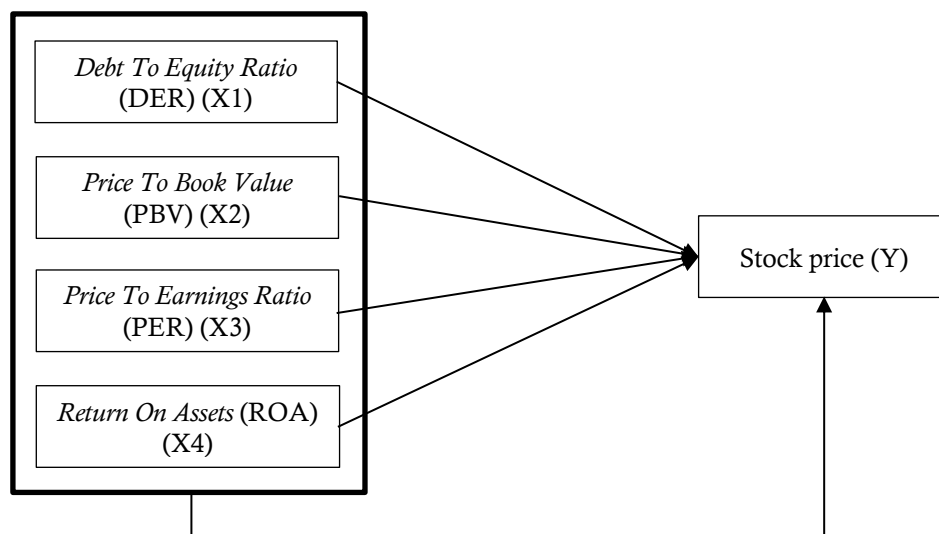 Debt To Equity Ratio
(DER) (X1)
Price To Book Value
(PBV) (X2)
Price To Earnings Ratio
(PER) (X3)
Return On Assets (ROA)
(X4)
Stock price (Y)